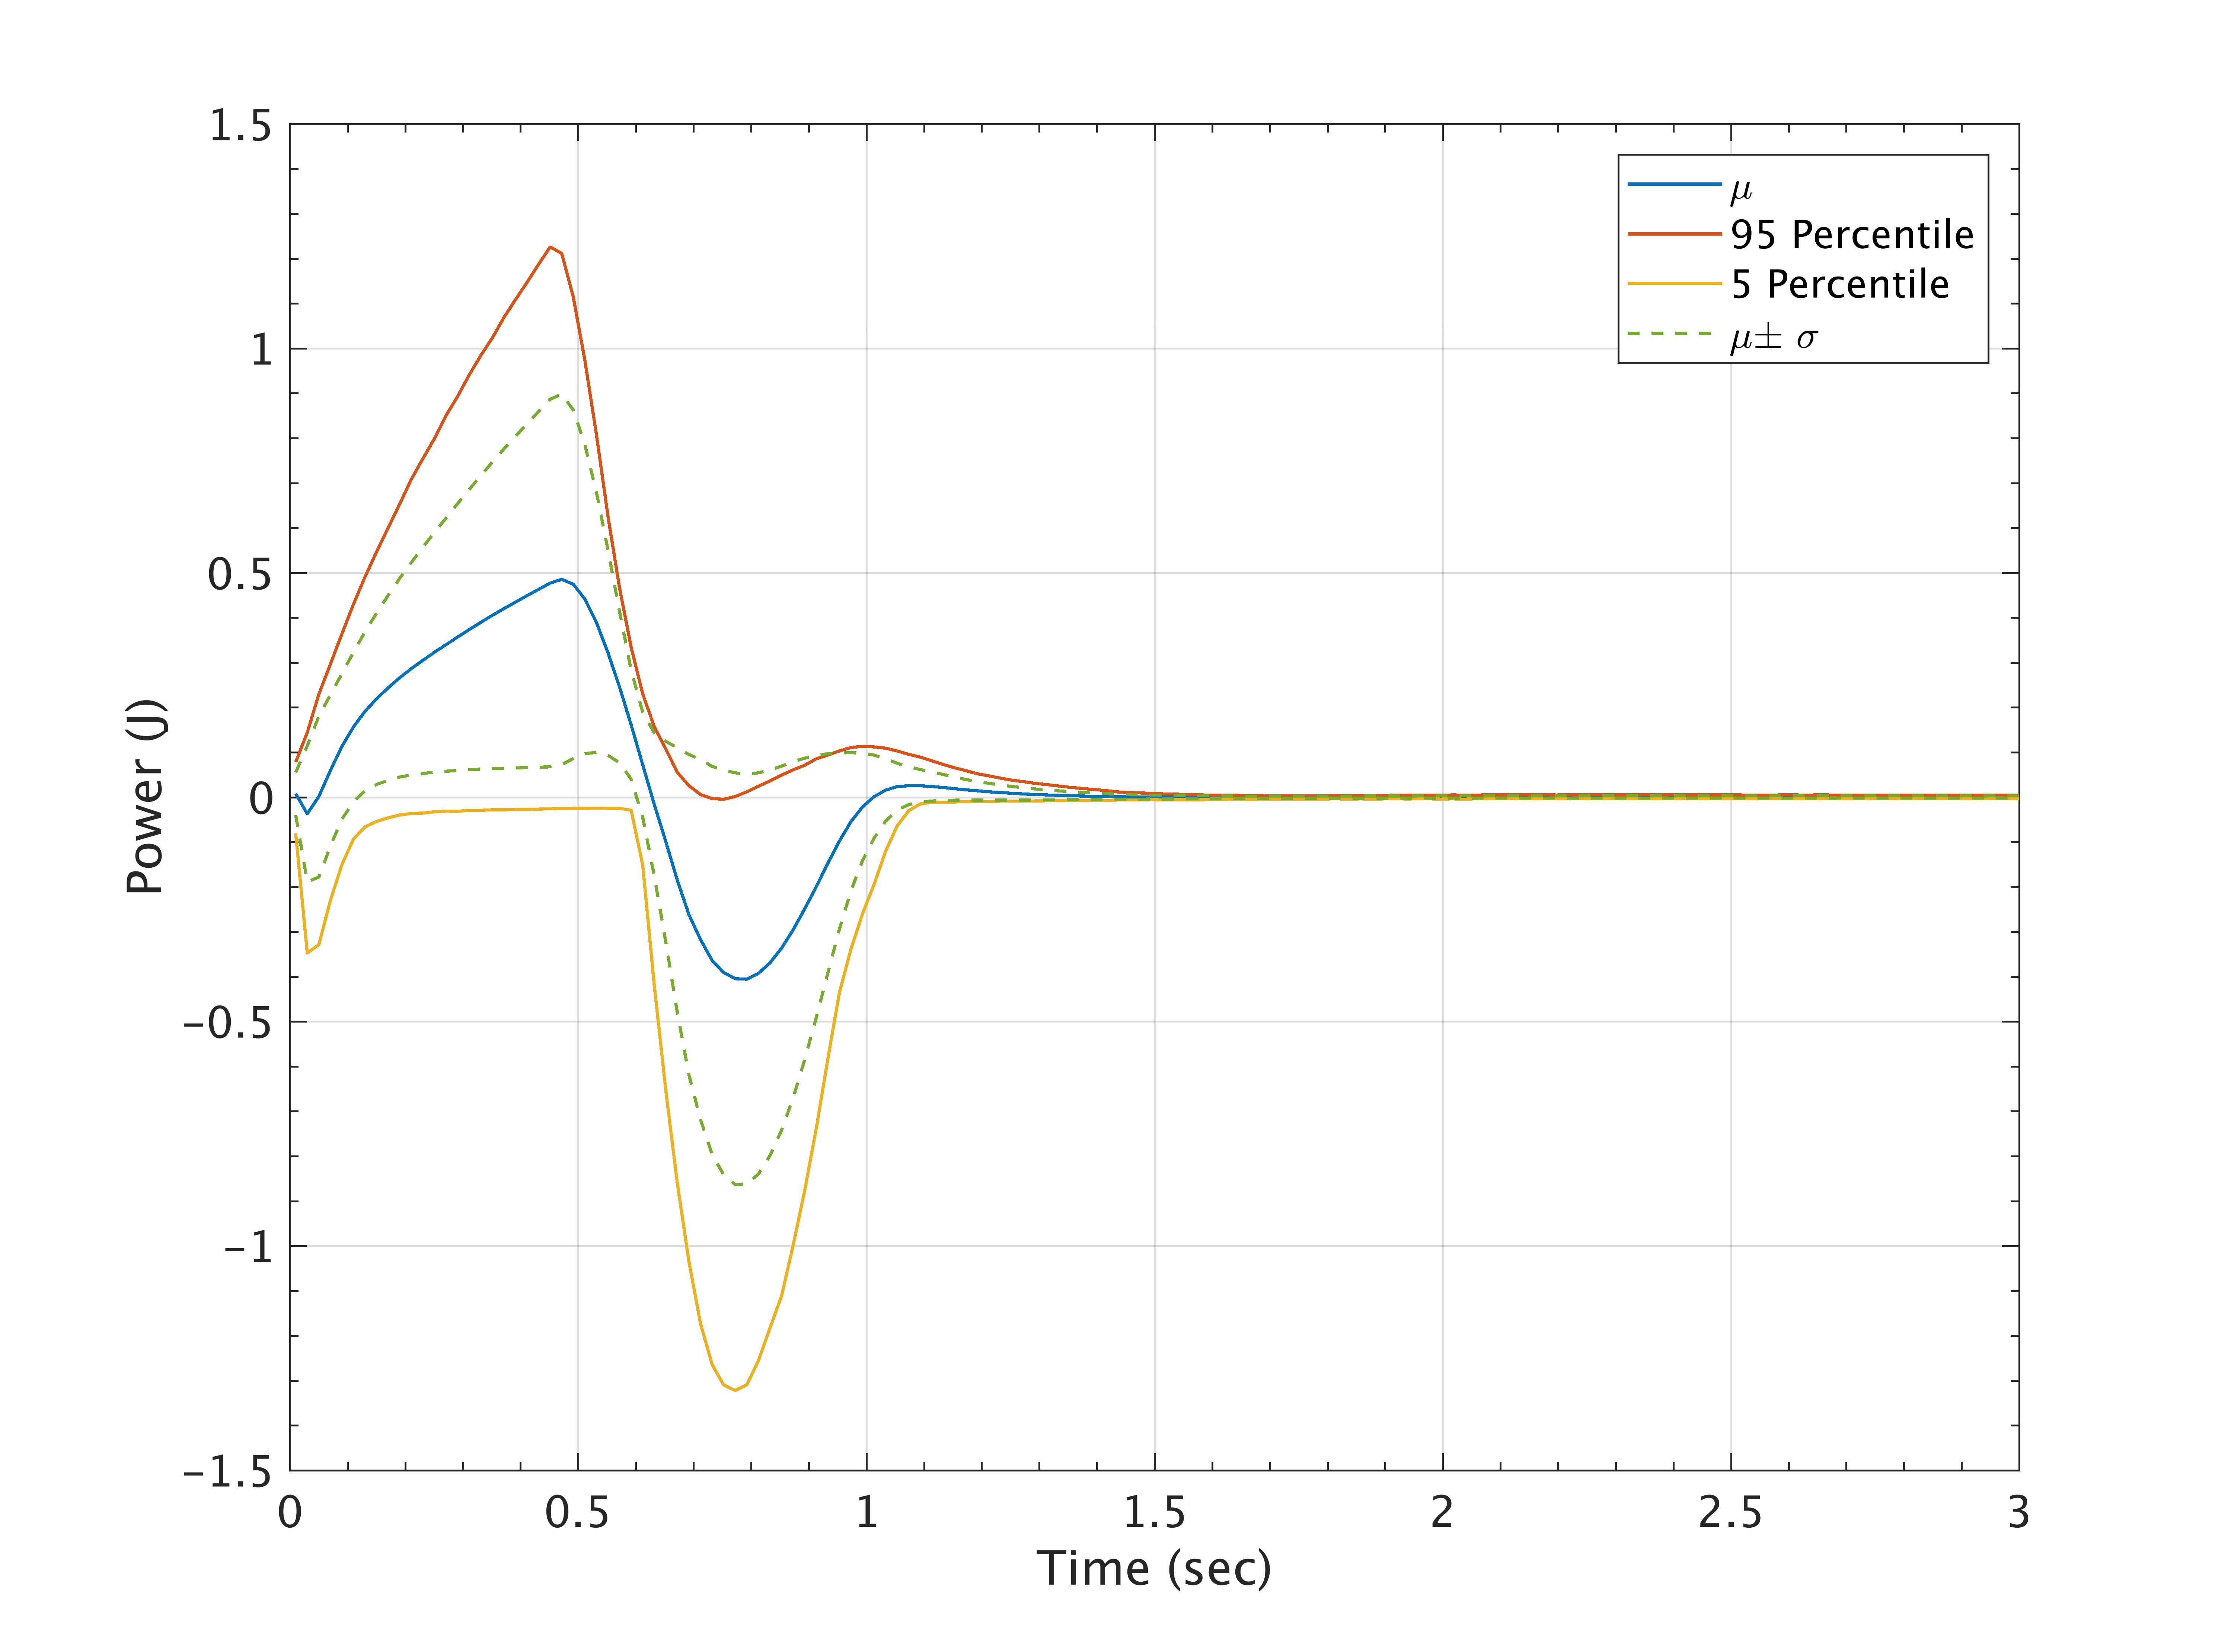 1.5
1
0.5
0
−0.5
−1
−1.5
Power (J)
0 0.5 1 1.5 2 2.5 3
Time (sec)
μ
95 Percentile
5 Percentile
μ± σ